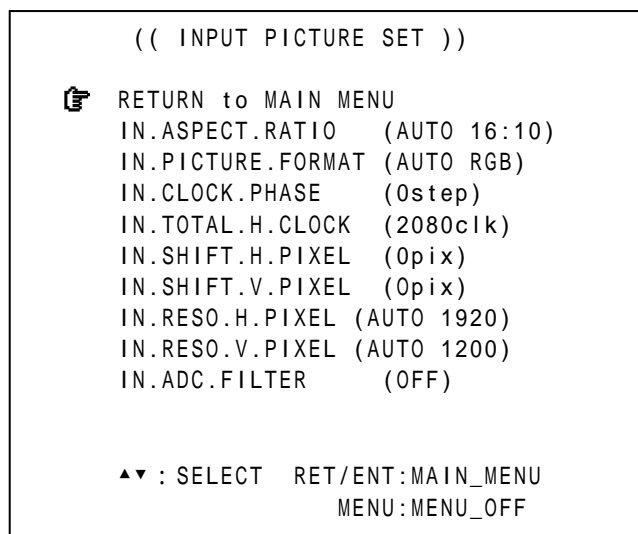 (( INPUT PICTURE SET ))
☞ RETURN to MAIN MENU
IN.ASPECT.RATIO (AUTO 16:10)
IN.PICTURE.FORMAT (AUTO RGB)
IN.CLOCK.PHASE (0step)
IN.TOTAL.H.CLOCK (2080clk)
IN.SHIFT.H.PIXEL (0pix)
IN.SHIFT.V.PIXEL (0pix)
IN.RESO.H.PIXEL (AUTO 1920)
IN.RESO.V.PIXEL (AUTO 1200)
IN.ADC.FILTER (OFF)
▲▼:SELECT RET/ENT:MAIN_MENU
MENU:MENU_OFF